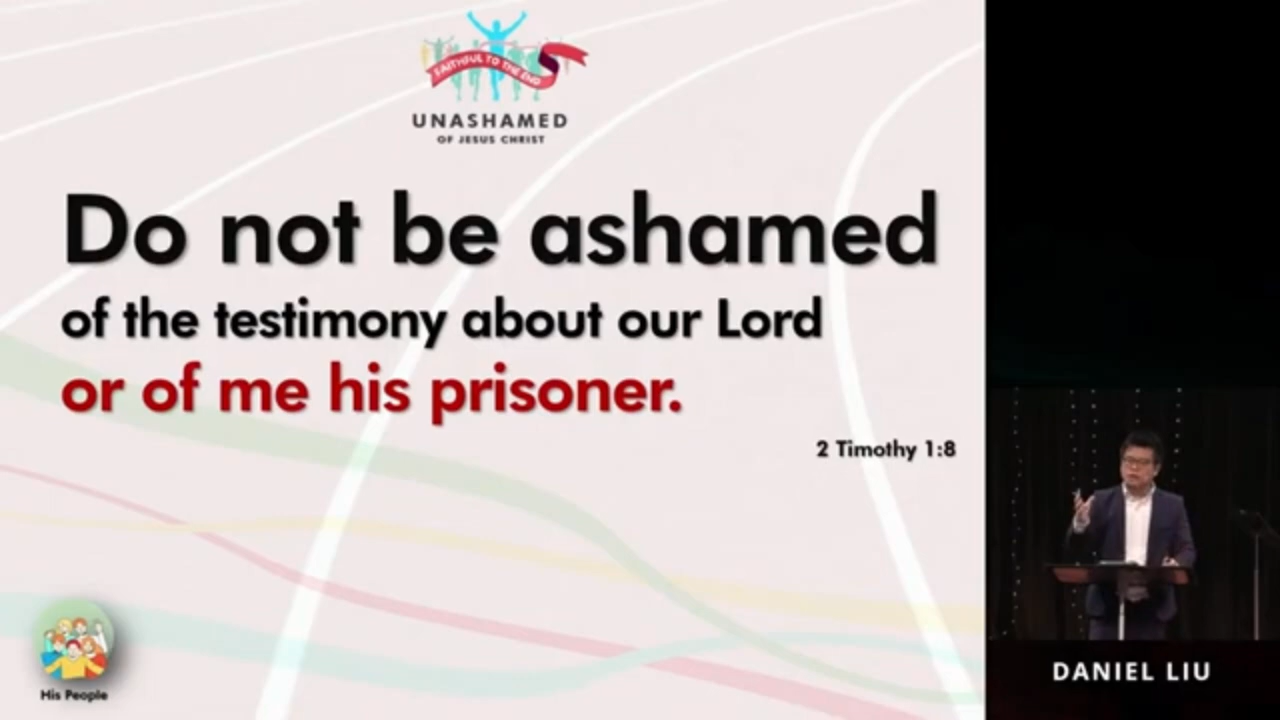 FAITHFUL TO THE END
UNASHAMED
OF JESUS CHRIST
Do not be ashamed
of the testimony about our Lord
or of me his prisoner.
2 Timothy 1:8
His People
DANIEL LIU